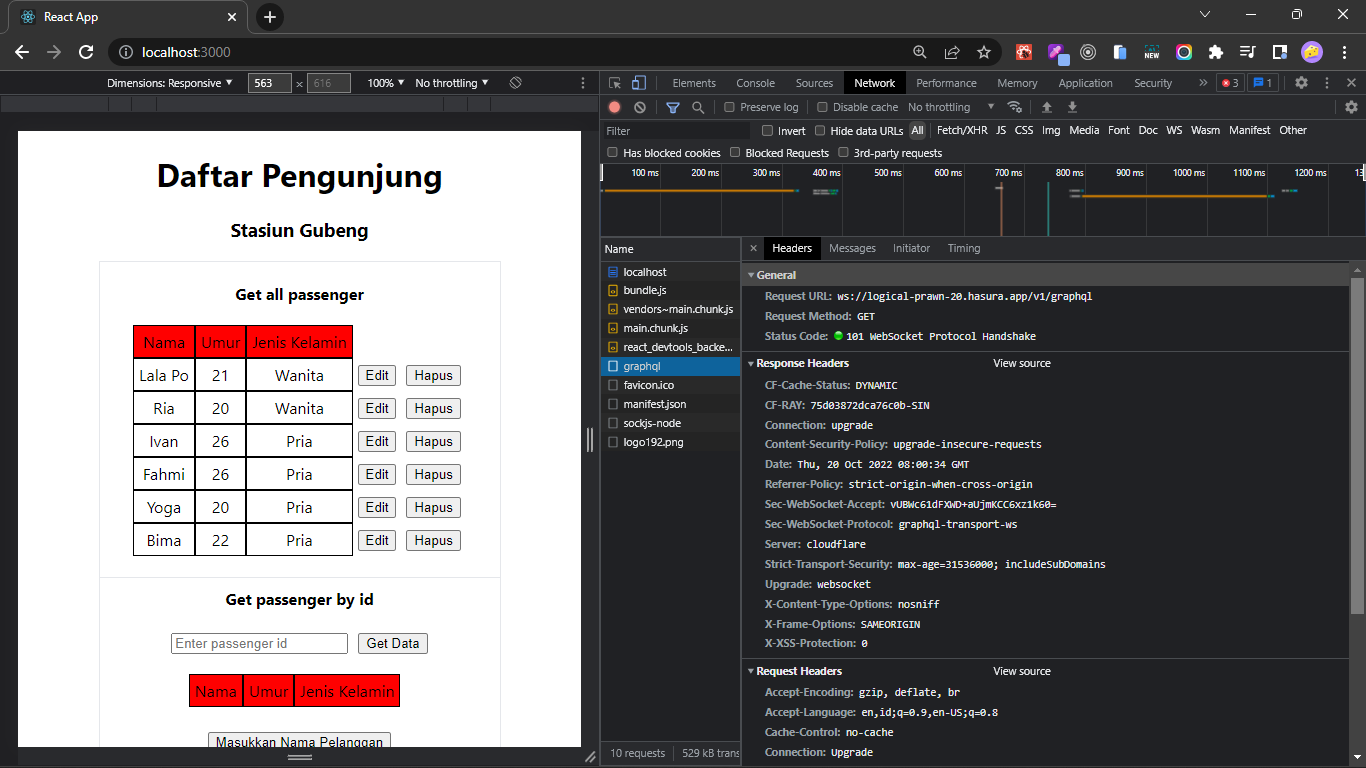 React App
localhost:3000
Dimensions: Responsive 563 × 616 100% No throttling
Elements Console Sources Network Performance Memory Application Security » 3 1
Preserve log Disable cache No throttling
Filter Invert Hide data URLs All Fetch/XHR JS CSS Img Media Font Doc WS Wasm Manifest Other
Has blocked cookies Blocked Requests 3rd-party requests
100 ms 200 ms 300 ms 400 ms 500 ms 600 ms 700 ms 800 ms 900 ms 1000 ms 1100 ms 1200 ms 13
Daftar Pengunjung
Stasiun Gubeng
Get all passenger
Nama Umur Jenis Kelamin
Lala Po 21 Wanita Edit Hapus
Ria 20 Wanita Edit Hapus
Ivan 26 Pria Edit Hapus
Fahmi 26 Pria Edit Hapus
Yoga 20 Pria Edit Hapus
Bima 22 Pria Edit Hapus
Get passenger by id
Enter passenger id Get Data
Nama Umur Jenis Kelamin
Masukkan Nama Pelanggan
Name
localhost
bundle.js
vendors~main.chunk.js
main.chunk.js
react_devtools_backe...
graphql
favicon.ico
manifest.json
sockjs-node
logo192.png
10 requests 529 kB trans
Headers Messages Initiator Timing
General
Request URL: ws://logical-prawn-20.hasura.app/v1/graphql
Request Method: GET
Status Code: 101 WebSocket Protocol Handshake
Response Headers View source
CF-Cache-Status: DYNAMIC
CF-RAY: 75d03872dca76c0b-SIN
Connection: upgrade
Content-Security-Policy: upgrade-insecure-requests
Date: Thu, 20 Oct 2022 08:00:34 GMT
Referrer-Policy: strict-origin-when-cross-origin
Sec-WebSocket-Accept: vUBWc61dFXWD+aUjmKCC6xz1k60=
Sec-WebSocket-Protocol: graphql-transport-ws
Server: cloudflare
Strict-Transport-Security: max-age=31536000; includeSubDomains
Upgrade: websocket
X-Content-Type-Options: nosniff
X-Frame-Options: SAMEORIGIN
X-XSS-Protection: 0
Request Headers View source
Accept-Encoding: gzip, deflate, br
Accept-Language: en,id;q=0.9,en-US;q=0.8
Cache-Control: no-cache
Connection: Upgrade